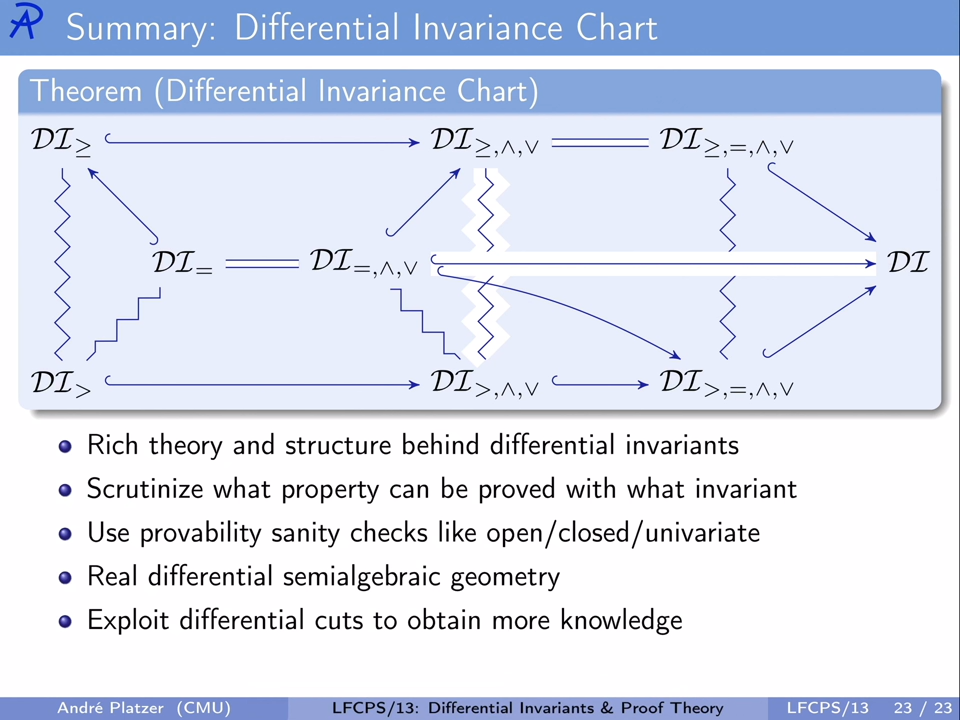 Summary: Differential Invariance Chart
Theorem (Differential Invariance Chart)
𝒟ℐ≥ 𝒟ℐ≥,∧,∨ 𝒟ℐ≥,=,∧,∨
𝒟ℐ= 𝒟ℐ=,∧,∨ 𝒟ℐ
𝒟ℐ> 𝒟ℐ>,∧,∨ 𝒟ℐ>,=,∧,∨
Rich theory and structure behind differential invariants
Scrutinize what property can be proved with what invariant
Use provability sanity checks like open/closed/univariate
Real differential semialgebraic geometry
Exploit differential cuts to obtain more knowledge
André Platzer (CMU) LFCPS/13: Differential Invariants & Proof Theory LFCPS/13 23 / 23